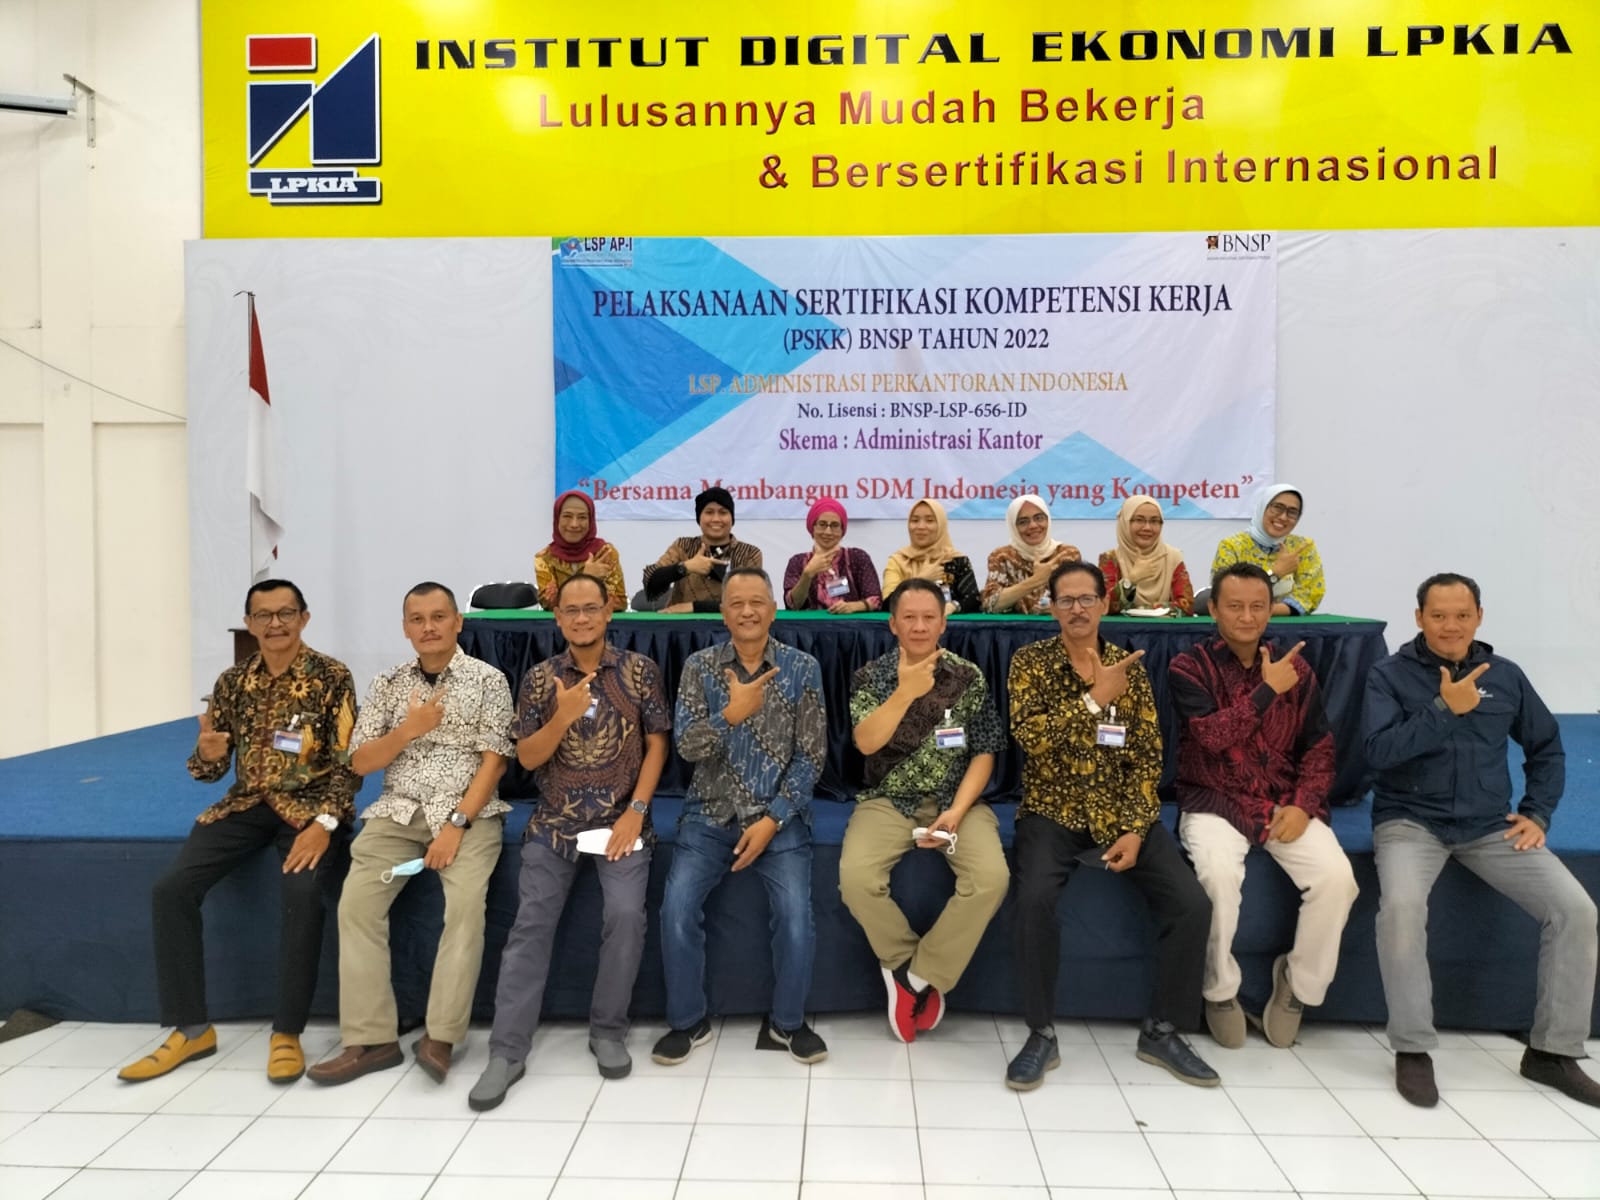 INSTITUT DIGITAL EKONOMI LPKIA
Lulusannya Mudah Bekerja
& Bersertifikasi Internasional
LPKIA
LSP AP-I
BNSP
PELAKSANAAN SERTIFIKASI KOMPETENSI KERJA
(PSKK) BNSP TAHUN 2022
LSP. ADMINISTRASI PERKANTORAN INDONESIA
No. Lisensi : BNSP-LSP-656-ID
Skema : Administrasi Kantor
“Bersama Membangun SDM Indonesia yang Kompeten”